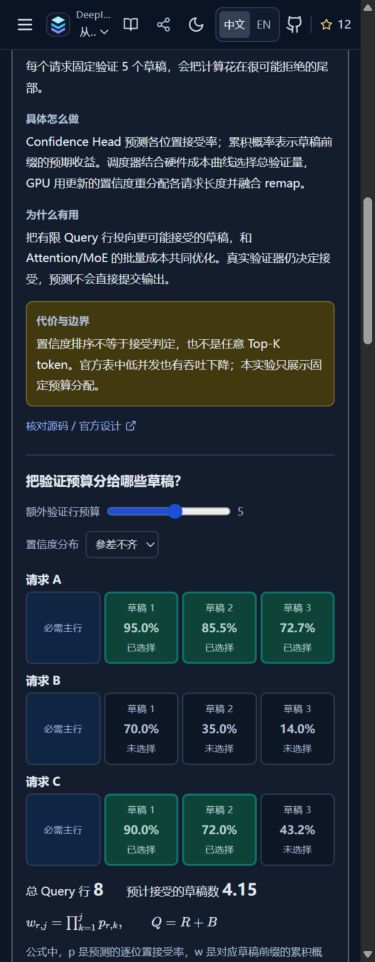 Deepl...
从..
中文
EN
12
每个请求固定验证 5 个草稿，会把计算花在很可能拒绝的尾
部。
具体怎么做
Confidence Head 预测各位置接受率；累积概率表示草稿前
缀的预期收益。调度器结合硬件成本曲线选择总验证量，
GPU 用更新的置信度重分配各请求长度并融合 remap。
为什么有用
把有限 Query 行投向更可能接受的草稿，和
Attention/MoE 的批量成本共同优化。真实验证器仍决定接
受，预测不会直接提交输出。
代价与边界
置信度排序不等于接受判定，也不是任意 Top-K
token。官方表中低并发也有吞吐下降；本实验只展示固
定预算分配。
核对源码 / 官方设计
把验证预算分给哪些草稿？
额外验证行预算 5
置信度分布 参差不齐
请求 A
必需主行
草稿 1
95.0%
已选择
草稿 2
85.5%
已选择
草稿 3
72.7%
已选择
请求 B
必需主行
草稿 1
70.0%
未选择
草稿 2
35.0%
未选择
草稿 3
14.0%
未选择
请求 C
必需主行
草稿 1
90.0%
已选择
草稿 2
72.0%
已选择
草稿 3
43.2%
未选择
总 Query 行 8 预计接受的草稿数 4.15
w_{r,j} = ∏_{k=1}^{j} p_{r,k}, Q = R + B
公式中，p 是预测的逐位置接受率，w 是对应草稿前缀的累积概